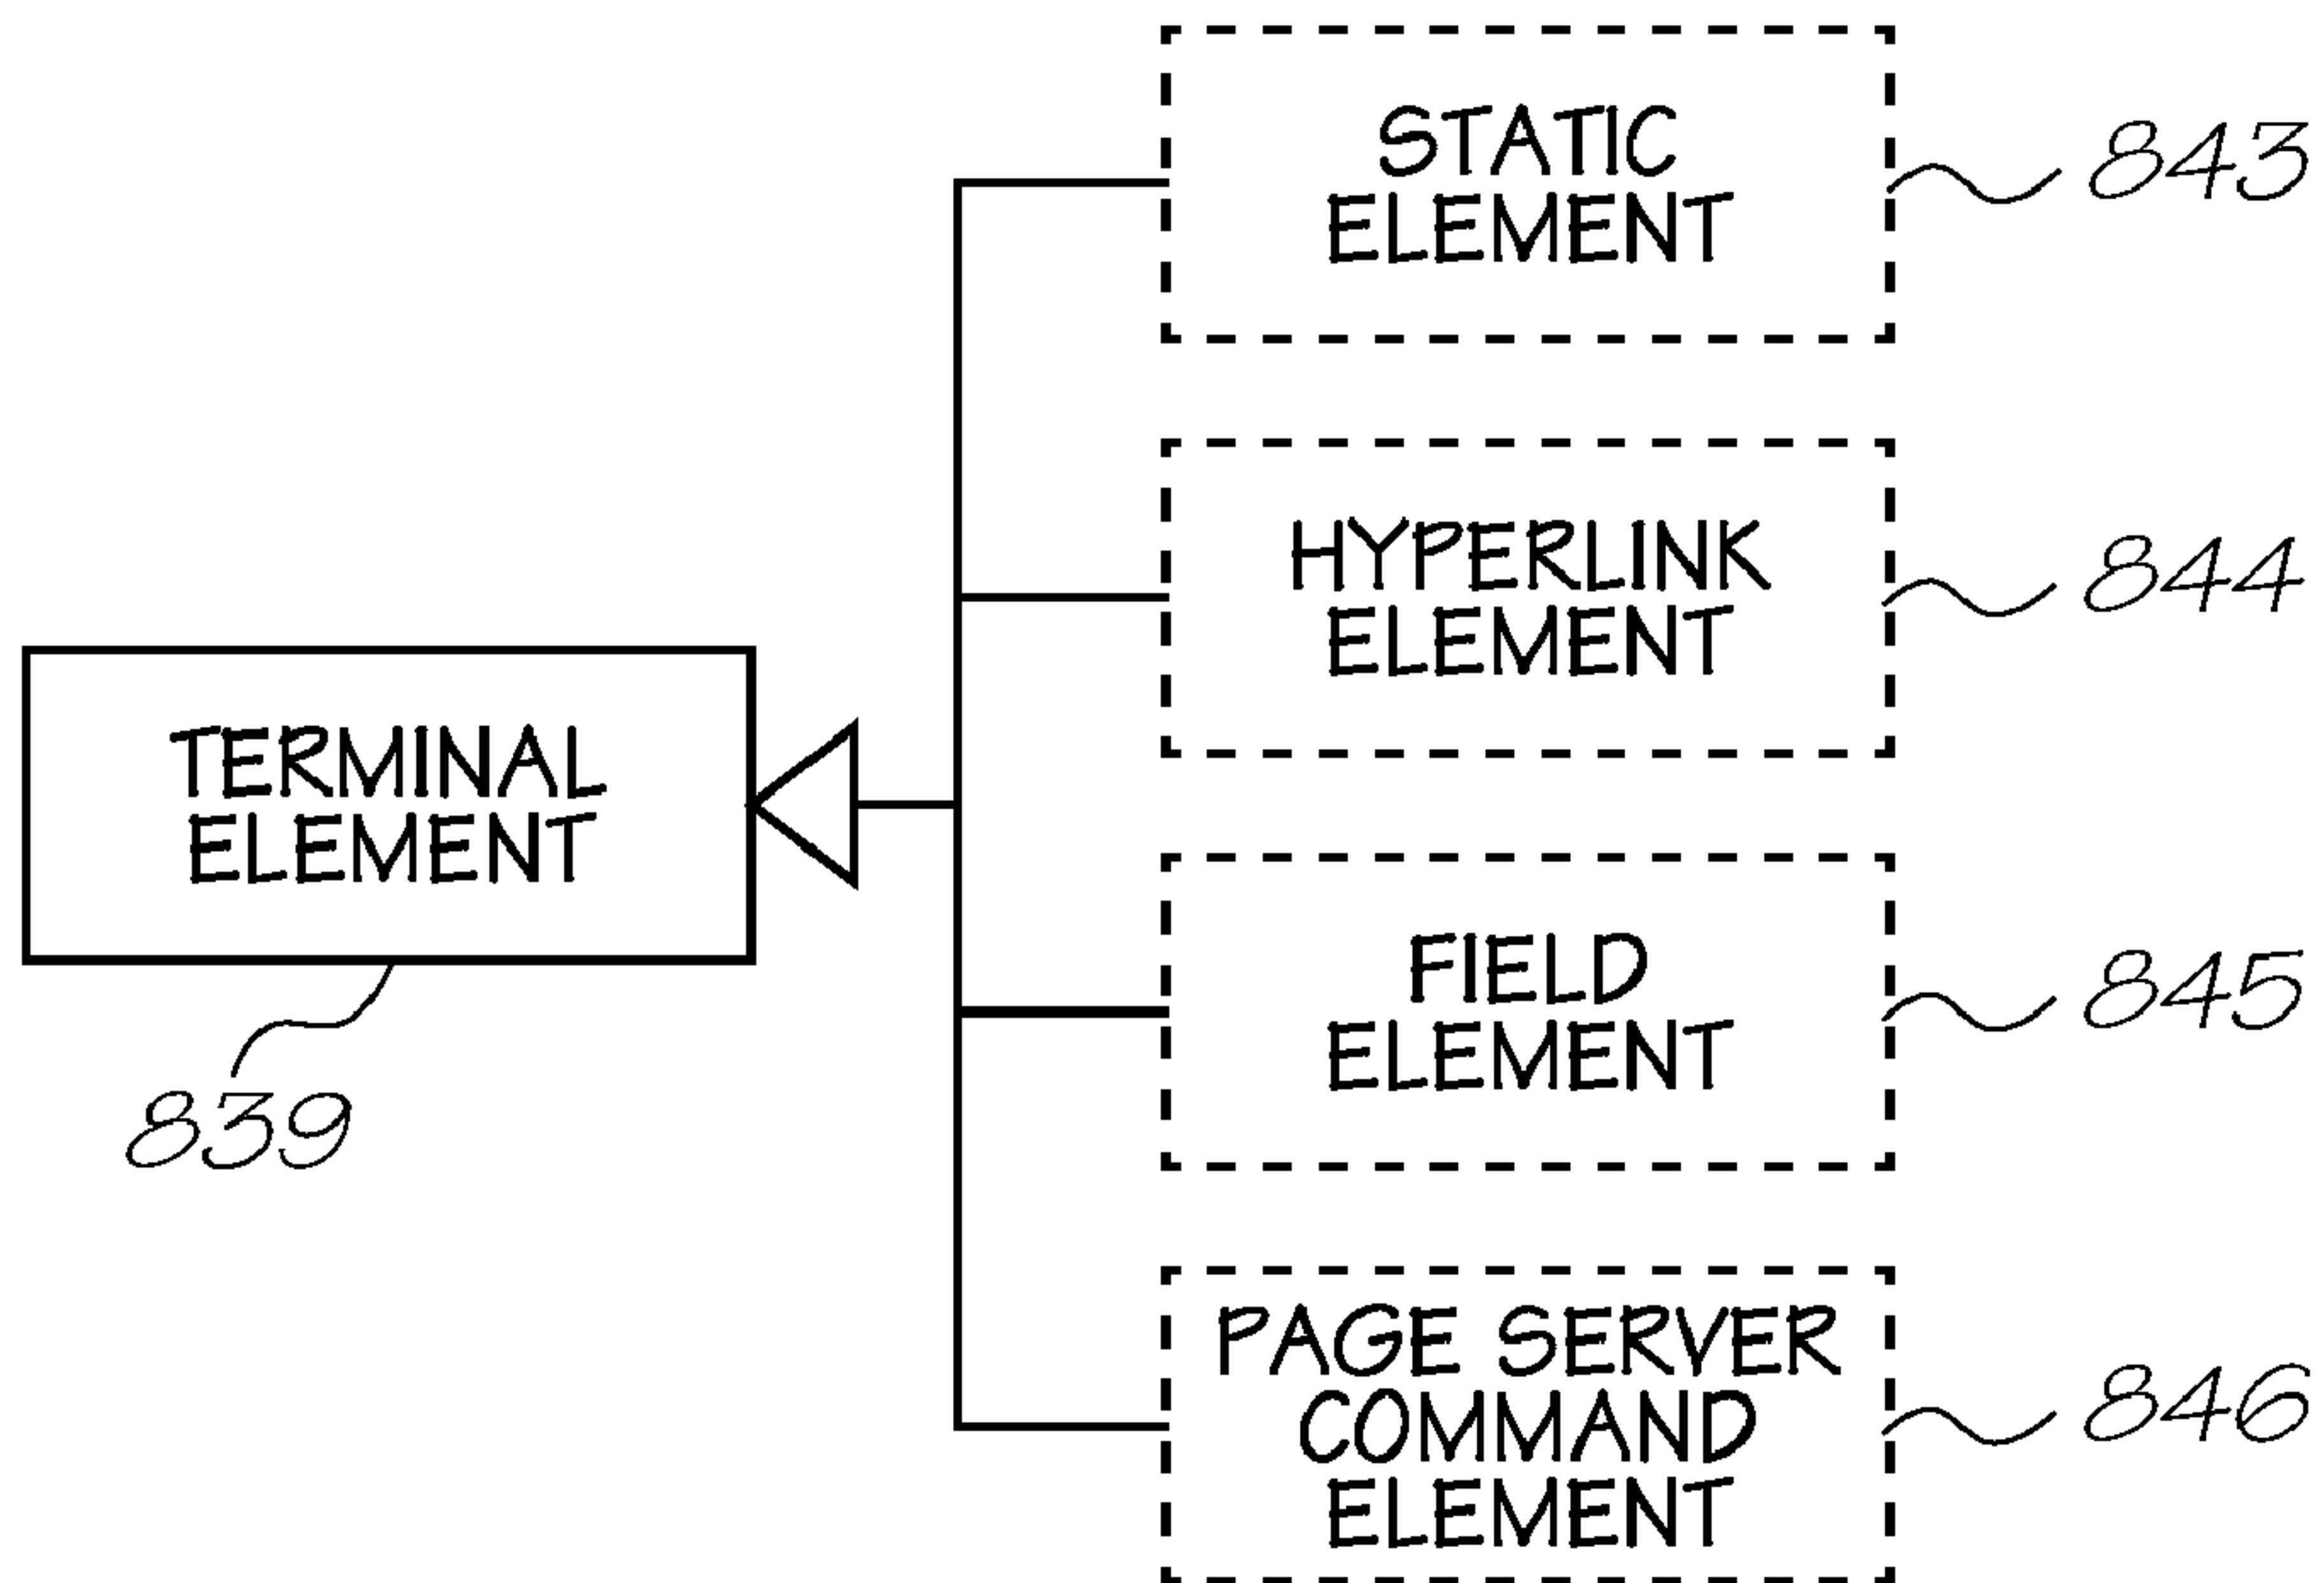 STATIC
ELEMENT
843
HYPERLINK
ELEMENT
844
TERMINAL
ELEMENT
839
FIELD
ELEMENT
845
PAGE SERVER
COMMAND
ELEMENT
846